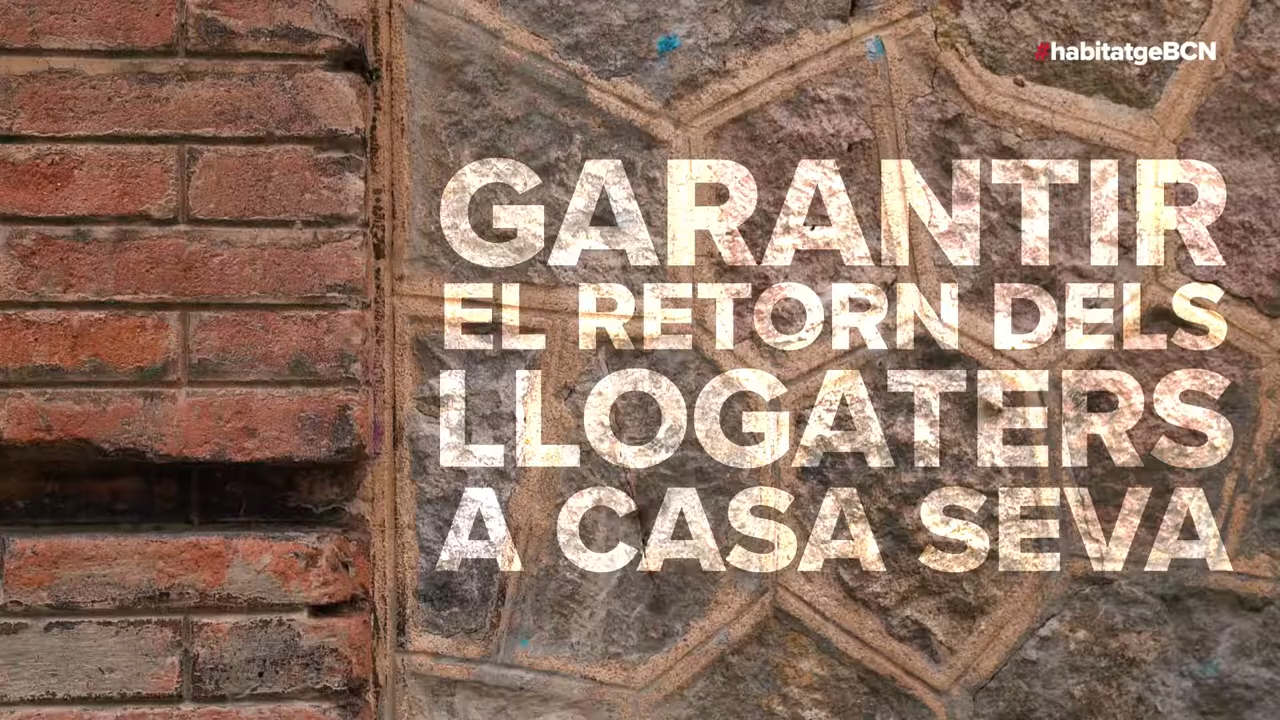 #habitatgeBCN
GARANTIR
EL RETORN DELS
LLOGATERS
A CASA SEVA